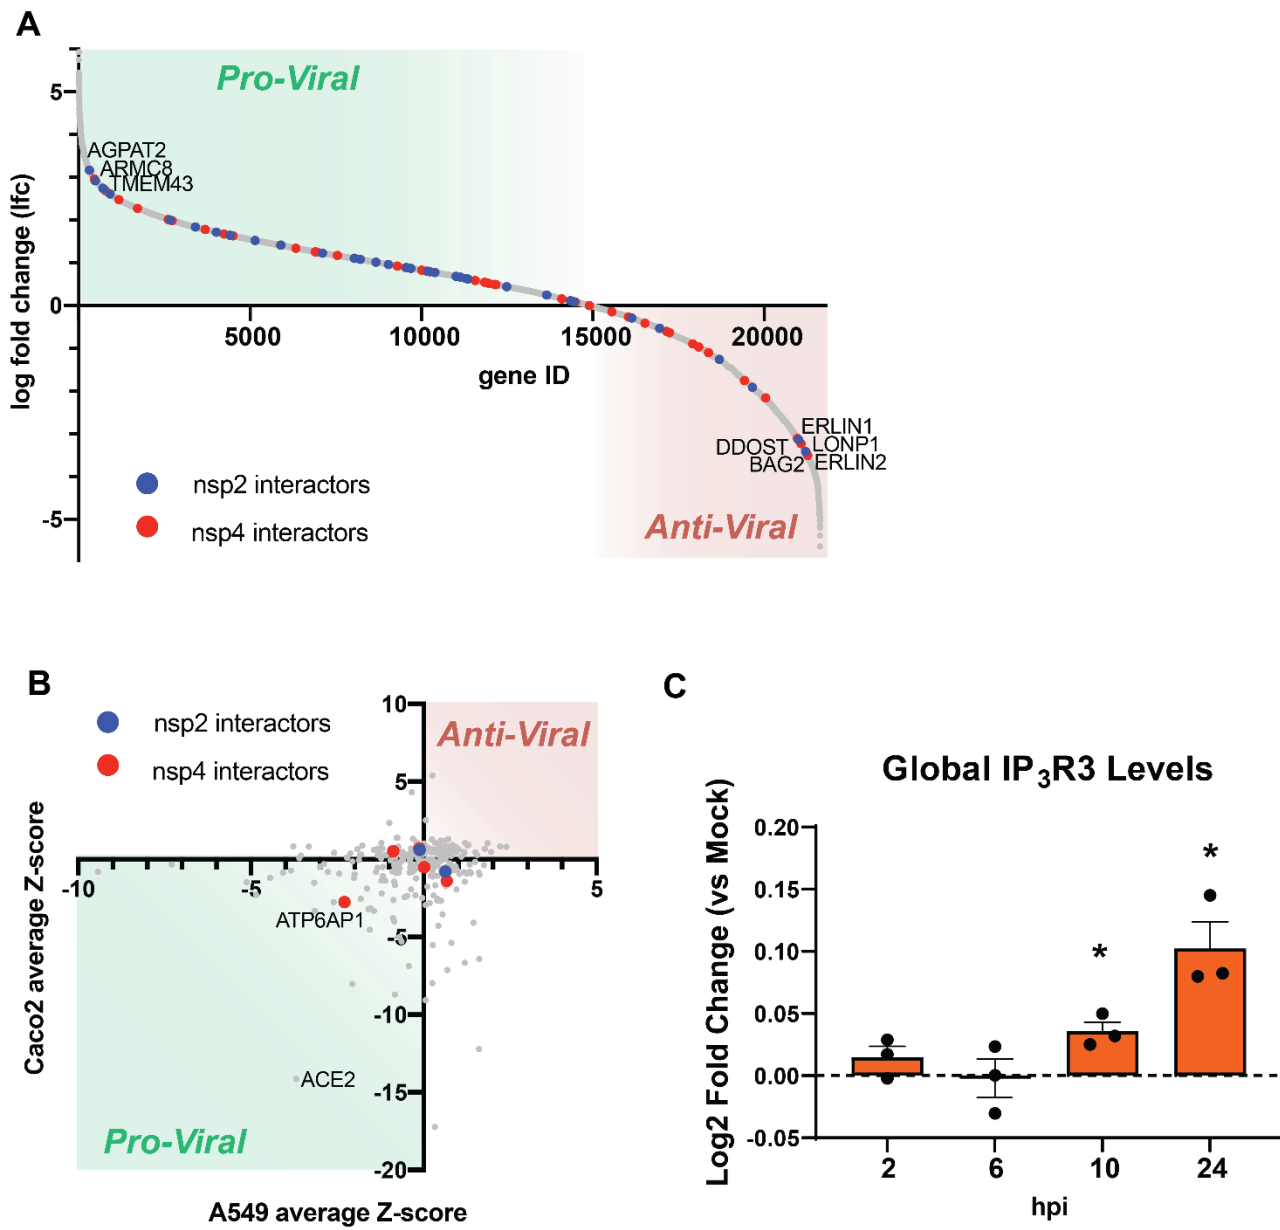 A
Pro-Viral
5
AGPAT2
ARMC8
TMEM43
log fold change (lfc)
0
5000
10000
15000
20000
gene ID
ERLIN1
DDOST
LONP1
BAG2
ERLIN2
nsp2 interactors
nsp4 interactors
-5
Anti-Viral
B
nsp2 interactors
nsp4 interactors
10
Anti-Viral
5
-10
-5
5
ATP6AP1
-5
-10
ACE2
-15
Pro-Viral
-20
Caco2 average Z-score
A549 average Z-score
C
Global IP3R3 Levels
Log2 Fold Change (vs Mock)
0.20
0.15
*
0.10
*
0.05
0.00
-0.05
2
6
10
24
hpi